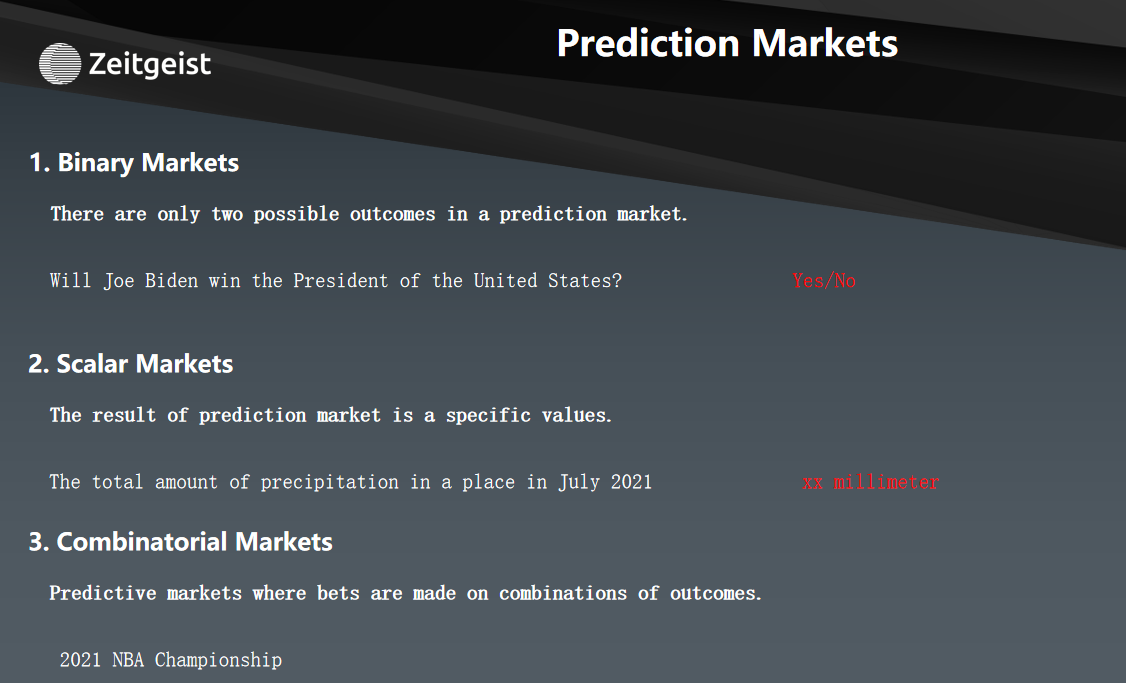 Zeitgeist
Prediction Markets
1. Binary Markets
There are only two possible outcomes in a prediction market.
Will Joe Biden win the President of the United States? Yes/No
2. Scalar Markets
The result of prediction market is a specific values.
The total amount of precipitation in a place in July 2021 xx millimeter
3. Combinatorial Markets
Predictive markets where bets are made on combinations of outcomes.
2021 NBA Championship